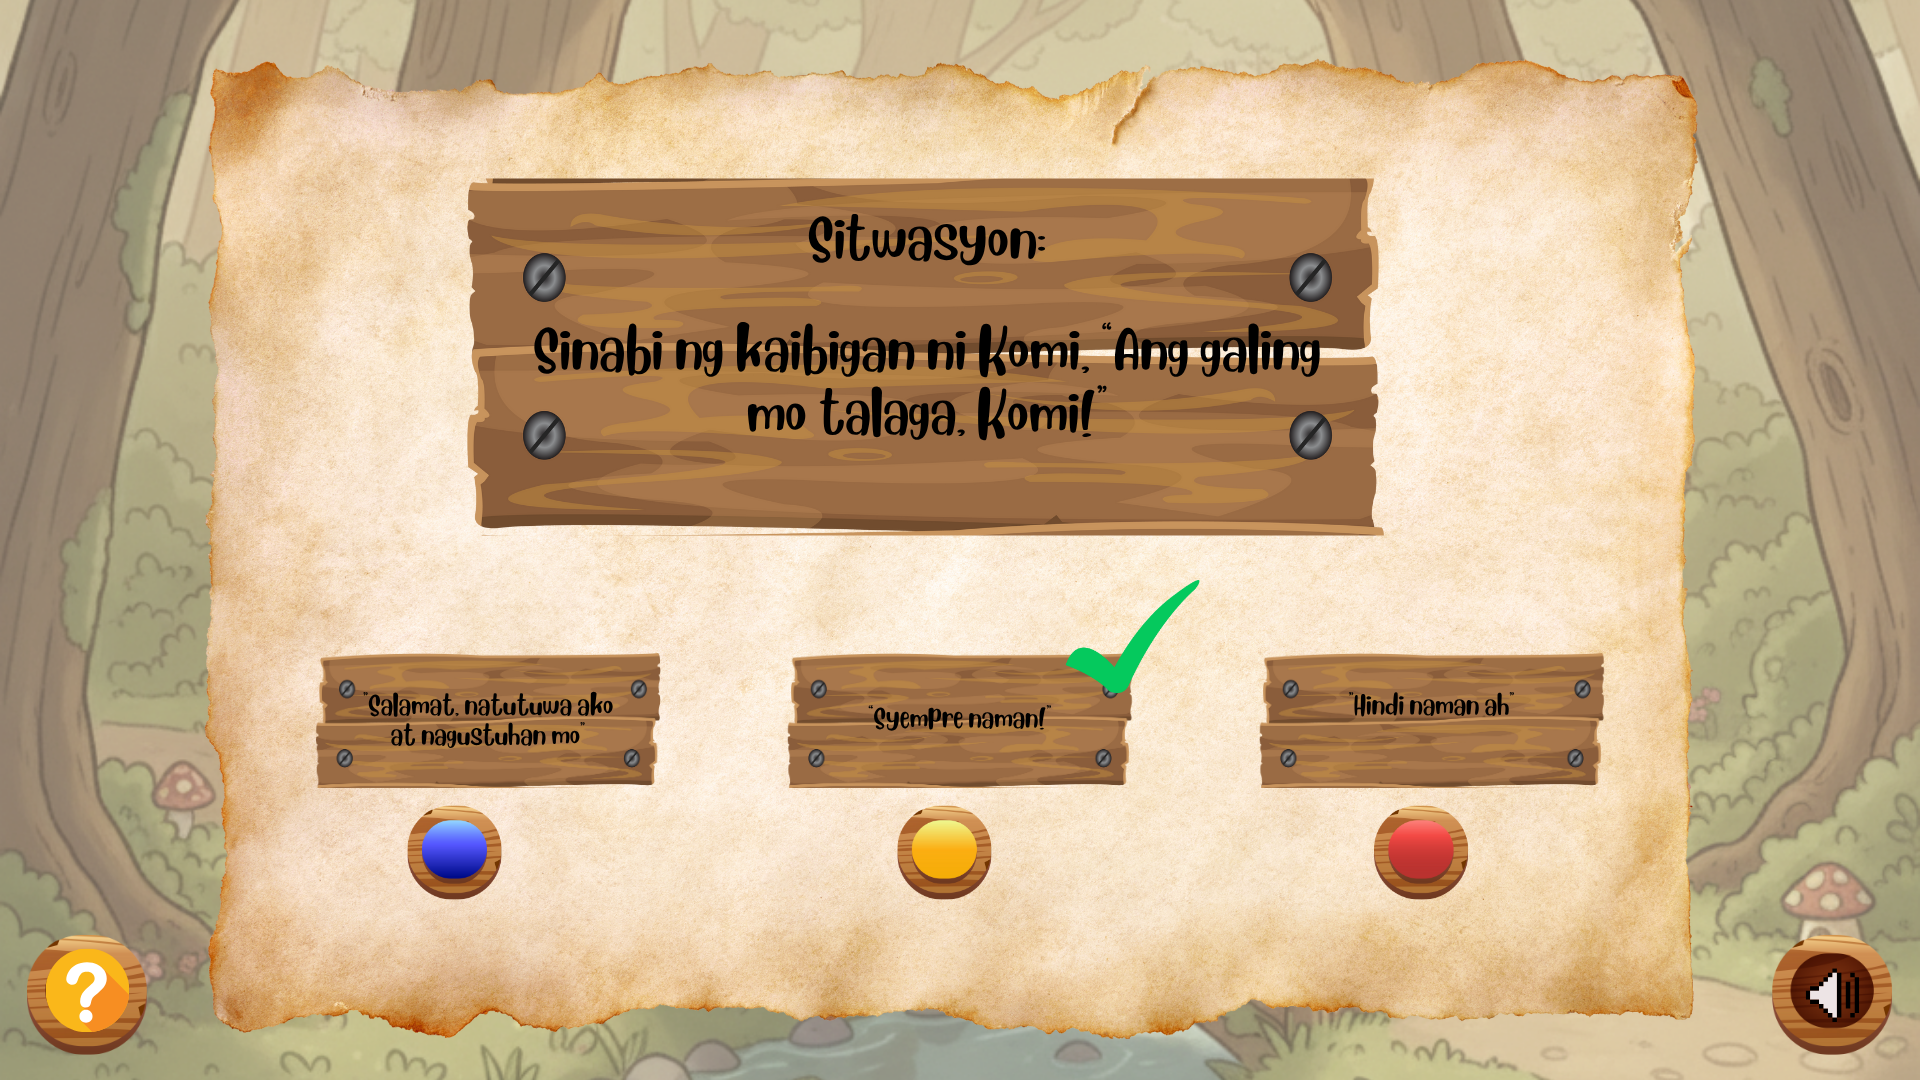 Sitwasyon:
Sinabi ng kaibigan ni Komi, “Ang galing
mo talaga, Komi!”
"Salamat, natutuwa ako
at nagustuhan mo"
“Syempre naman!”
"Hindi naman ah"
?